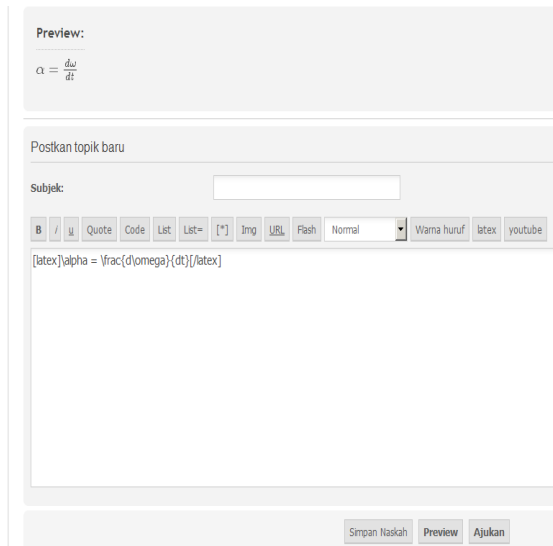 Preview:
α = dω/dt
Postkan topik baru
Subjek:
B i u Quote Code List List= [*] Img URL Flash Normal Warna huruf latex youtube
[latex]\alpha = \frac{d\omega}{dt}[/latex]
Simpan Naskah Preview Ajukan